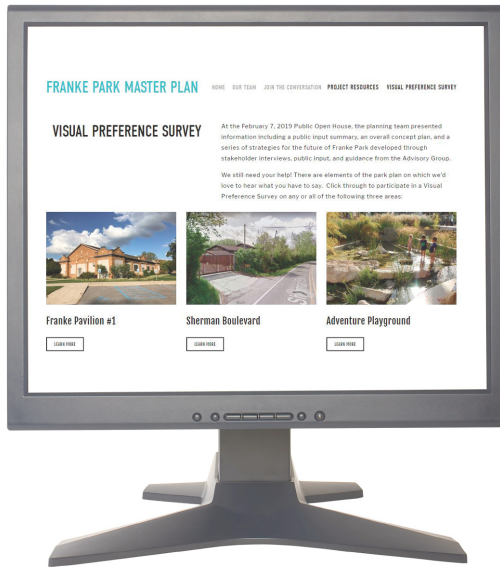 FRANKE PARK MASTER PLAN
HOME OUR TEAM JOIN THE CONVERSATION PROJECT RESOURCES VISUAL PREFERENCE SURVEY
VISUAL PREFERENCE SURVEY
At the February 7, 2019 Public Open House, the planning team presented
information including a public input summary, an overall concept plan, and a
series of strategies for the future of Franke Park developed through
stakeholder interviews, public input, and guidance from the Advisory Group.
We still need your help! There are elements of the park plan on which we'd
love to hear what you have to say. Click through to participate in a Visual
Preference Survey on any or all of the following three areas:
Franke Pavilion #1
Sherman Boulevard
Adventure Playground
LEARN MORE
LEARN MORE
LEARN MORE